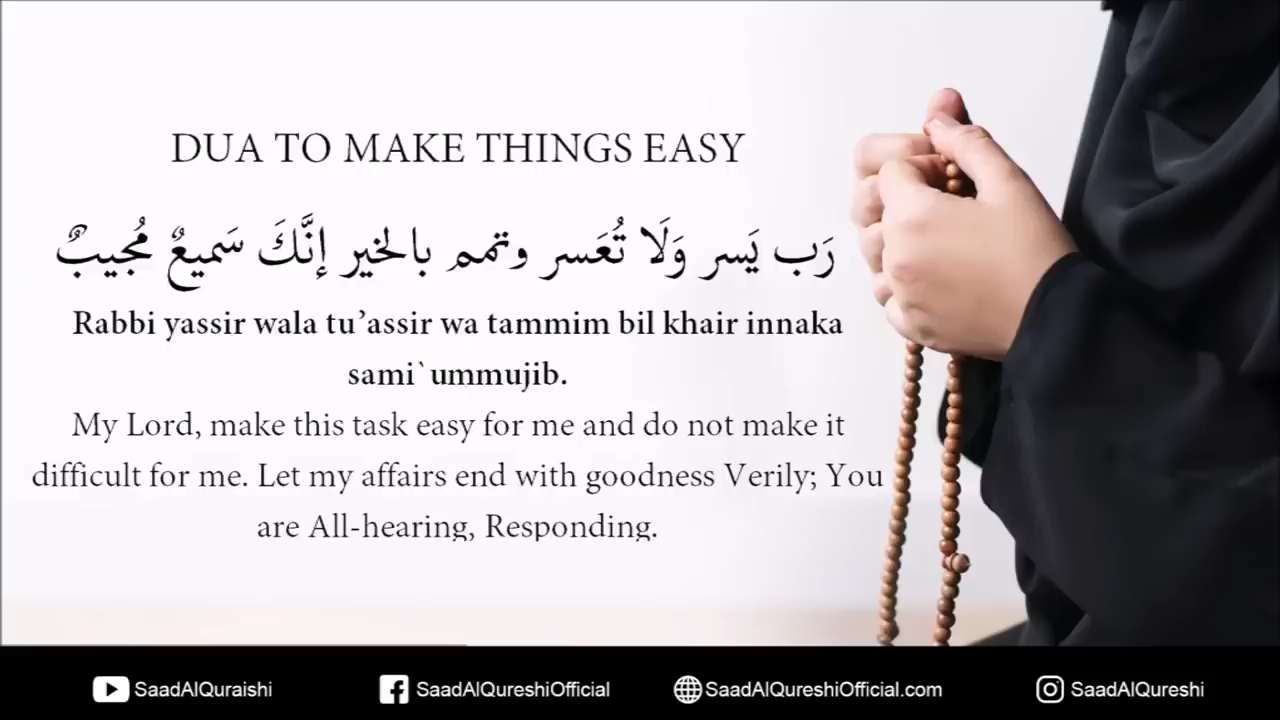 DUA TO MAKE THINGS EASY
رَب يَسر وَلَا تُعَسر وتمم بالخير إنَّكَ سَميعٌ مُجيبٌ
Rabbi yassir wala tu’assir wa tammim bil khair innaka
sami`ummujib.
My Lord, make this task easy for me and do not make it
difficult for me. Let my affairs end with goodness Verily; You
are All-hearing, Responding.
SaadAlQuraishi
SaadAlQureshiOfficial
SaadAlQureshiOfficial.com
SaadAlQureshi